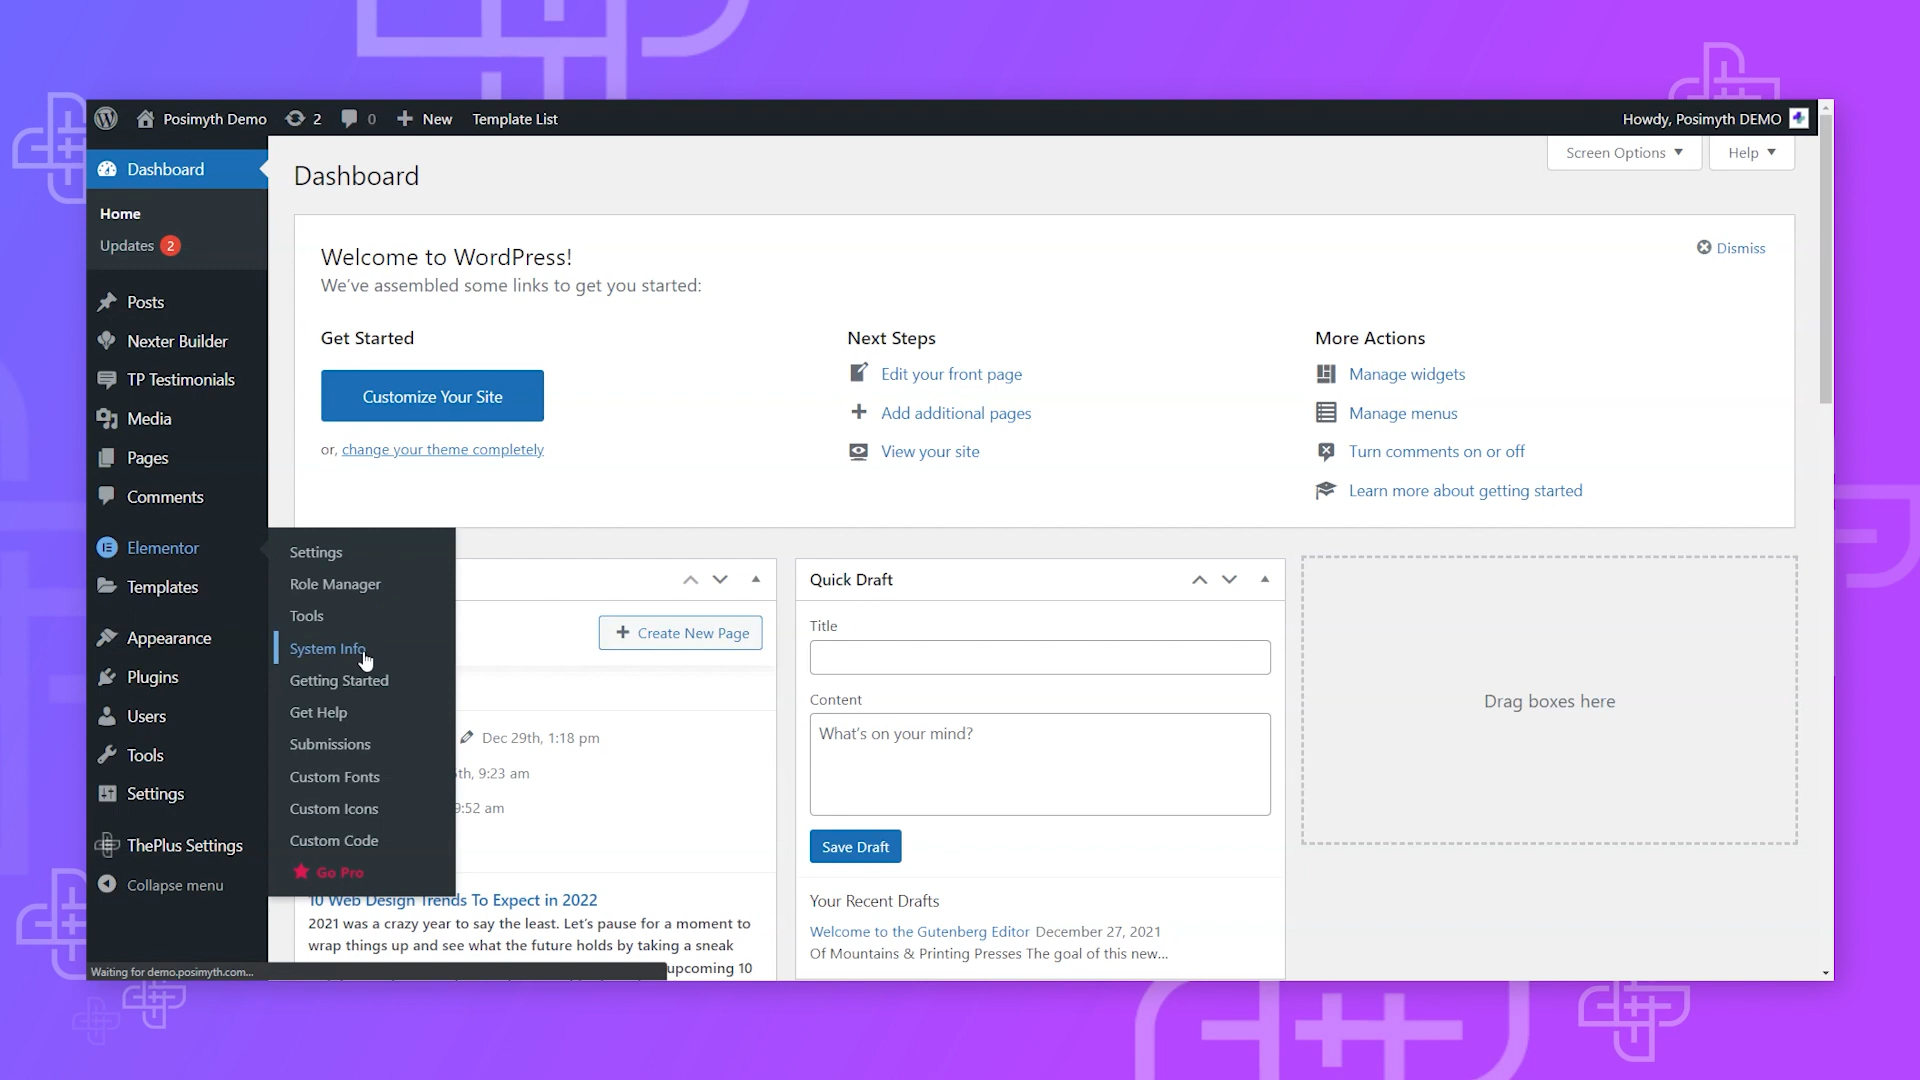 Posimyth Demo
2
0
New
Template List
Howdy, Posimyth DEMO
Dashboard
Home
Updates 2
Posts
Nexter Builder
TP Testimonials
Media
Pages
Comments
Elementor
Templates
Appearance
Plugins
Users
Tools
Settings
ThePlus Settings
Collapse menu
Settings
Role Manager
Tools
System Info
Getting Started
Get Help
Submissions
Custom Fonts
Custom Icons
Custom Code
Go Pro
Dashboard
Screen Options
Help
Welcome to WordPress!
We've assembled some links to get you started:
Dismiss
Get Started
Customize Your Site
or, change your theme completely
Next Steps
Edit your front page
Add additional pages
View your site
More Actions
Manage widgets
Manage menus
Turn comments on or off
Learn more about getting started
Create New Page
Dec 29th, 1:18 pm
th, 9:23 am
9:52 am
10 Web Design Trends To Expect in 2022
2021 was a crazy year to say the least. Let's pause for a moment to
wrap things up and see what the future holds by taking a sneak
upcoming 10
Quick Draft
Title
Content
What's on your mind?
Save Draft
Your Recent Drafts
Welcome to the Gutenberg Editor December 27, 2021
Of Mountains & Printing Presses The goal of this new...
Drag boxes here
Waiting for demo.posimyth.com...